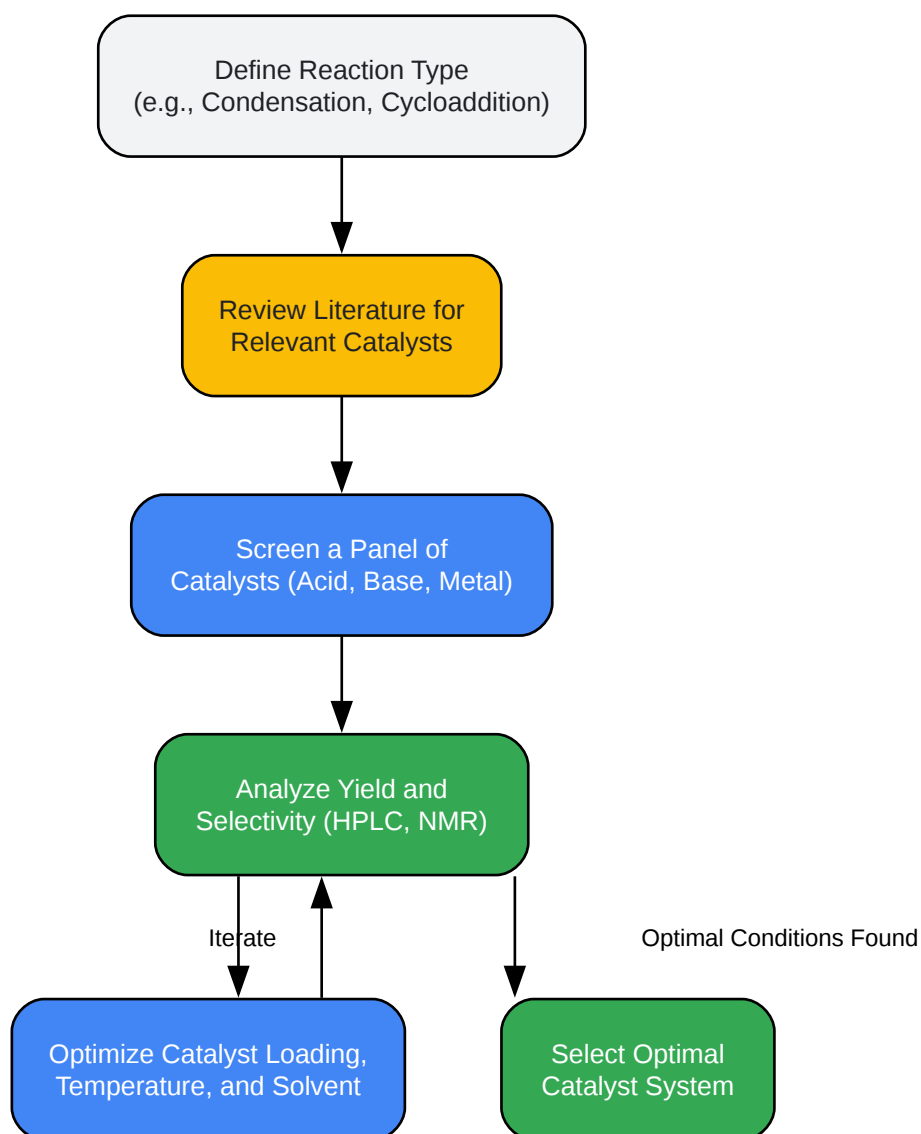 Define Reaction Type
(e.g., Condensation, Cycloaddition)
Review Literature for
Relevant Catalysts
Screen a Panel of
Catalysts (Acid, Base, Metal)
Analyze Yield and
Selectivity (HPLC, NMR)
Iterate
Optimal Conditions Found
Optimize Catalyst Loading,
Temperature, and Solvent
Select Optimal
Catalyst System